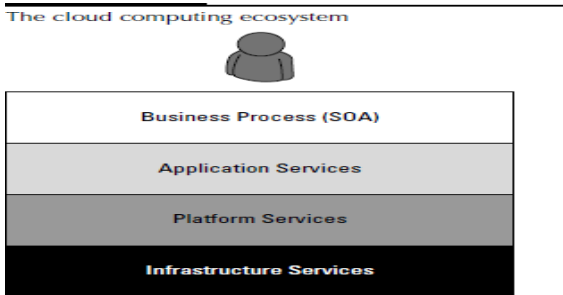 The cloud computing ecosystem
Business Process (SOA)
Application Services
Platform Services
Infrastructure Services